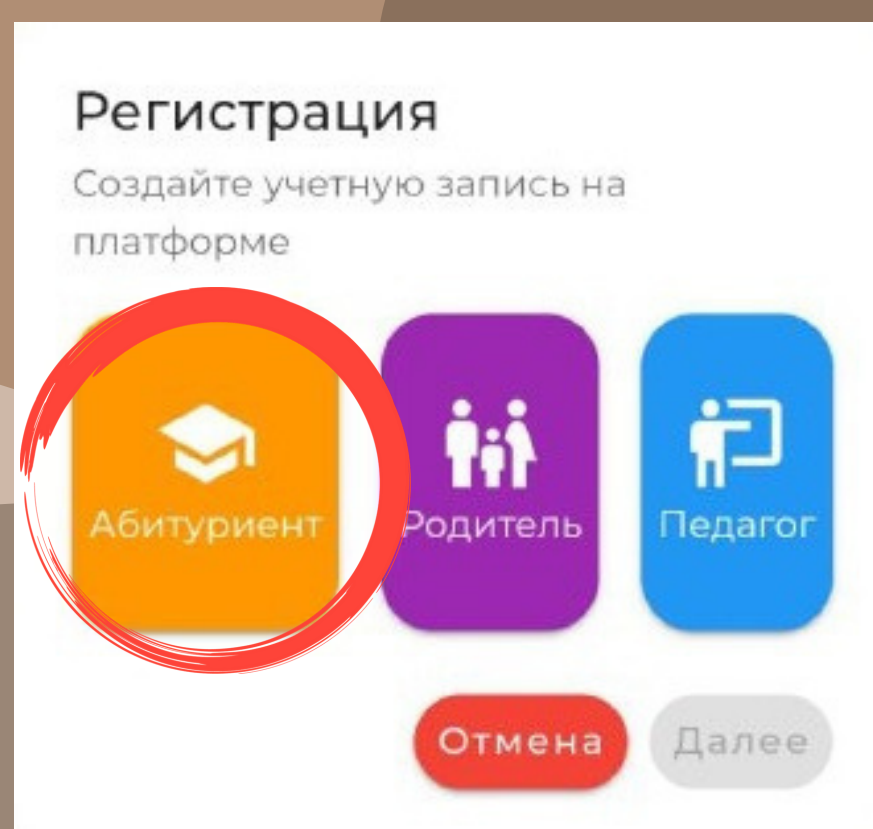 Регистрация
Создайте учетную запись на
платформе
Абитуриент
Родитель
Педагог
Отмена
Далее